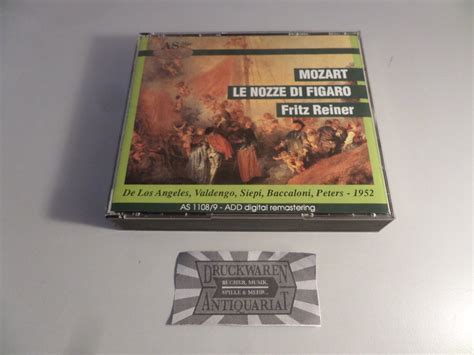 AS
MOZART
LE NOZZE DI FIGARO
Fritz Reiner
De Los Angeles, Valdengo, Siepi, Baccaloni, Peters - 1952
AS 1108/9 - ADD digital remastering
DRUCKWAREN
BÜCHER, MUSIK,
SPIELE & MEHR...
ANTIQUARIAT